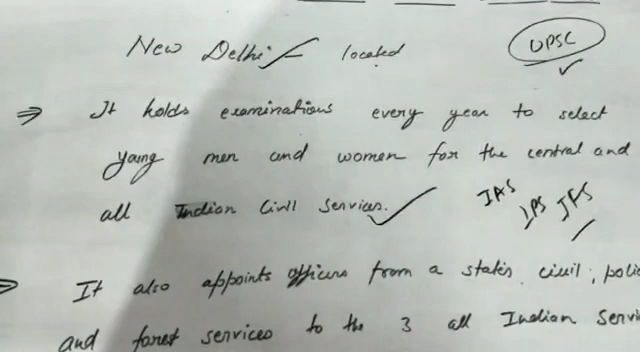 New Delhi - located UPSC
⇒ It holds examinations every year to select
young men and women for the central and
all Indian Civil Services. IAS IPS IFS
⇒ It also appoints officers from a state's civil, polic
and forest services to the 3 all Indian Servi